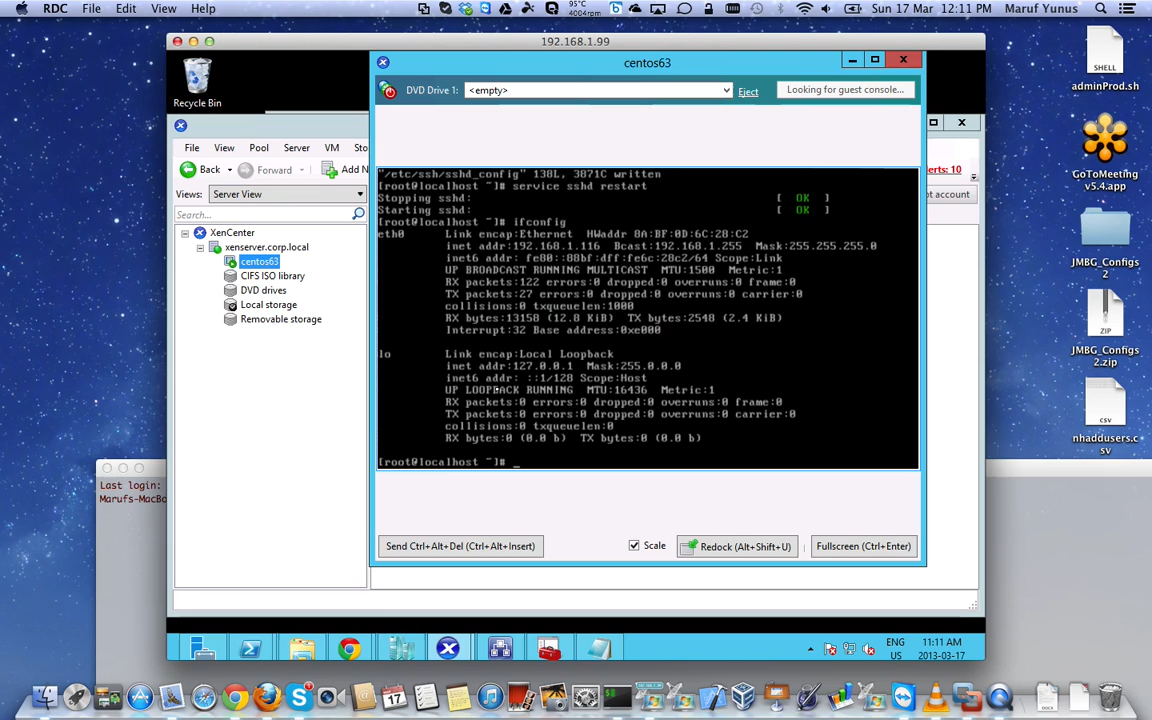 RDC File Edit View Help
95°C
4004rpm
Sun 17 Mar 12:11 PM Maruf Yunus
192.168.1.99
Recycle Bin
centos63
DVD Drive 1: <empty> Eject Looking for guest console...
File View Pool Server VM Sto
Back Forward Add N
lerts: 10
Views: Server View
ot account
Search...
XenCenter
xenserver.corp.local
centos63
CIFS ISO library
DVD drives
Local storage
Removable storage
"/etc/ssh/sshd_config" 138L, 3871C written
[root@localhost ~]# service sshd restart
Stopping sshd: [ OK ]
Starting sshd: [ OK ]
[root@localhost ~]# ifconfig
eth0 Link encap:Ethernet HWaddr 8A:BF:0D:6C:28:C2
inet addr:192.168.1.116 Bcast:192.168.1.255 Mask:255.255.255.0
inet6 addr: fe80::88bf:dff:fe6c:28c2/64 Scope:Link
UP BROADCAST RUNNING MULTICAST MTU:1500 Metric:1
RX packets:122 errors:0 dropped:0 overruns:0 frame:0
TX packets:27 errors:0 dropped:0 overruns:0 carrier:0
collisions:0 txqueuelen:1000
RX bytes:13158 (12.8 KiB) TX bytes:2548 (2.4 KiB)
Interrupt:32 Base address:0xe000
lo Link encap:Local Loopback
inet addr:127.0.0.1 Mask:255.0.0.0
inet6 addr: ::1/128 Scope:Host
UP LOOPBACK RUNNING MTU:16436 Metric:1
RX packets:0 errors:0 dropped:0 overruns:0 frame:0
TX packets:0 errors:0 dropped:0 overruns:0 carrier:0
collisions:0 txqueuelen:0
RX bytes:0 (0.0 b) TX bytes:0 (0.0 b)
[root@localhost ~]# _
Send Ctrl+Alt+Del (Ctrl+Alt+Insert) Scale Redock (Alt+Shift+U) Fullscreen (Ctrl+Enter)
Last login:
Marufs-MacBo
ENG
US
11:11 AM
2013-03-17
SHELL
adminProd.sh
GoToMeeting
v5.4.app
JMBG_Configs
2
ZIP
JMBG_Configs
2.zip
csv
nhaddusers.c
sv
17